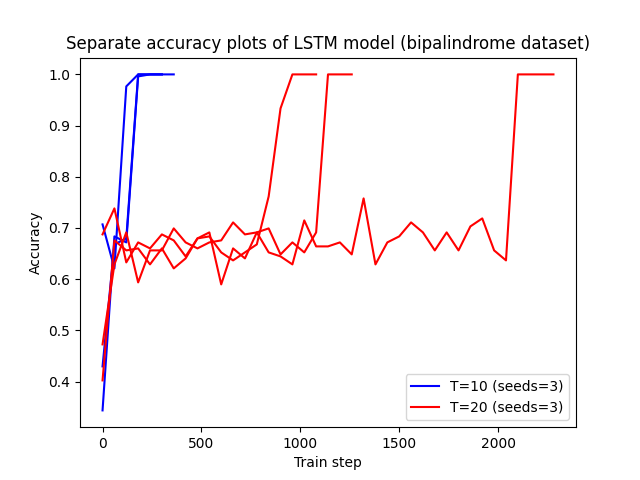 Separate accuracy plots of LSTM model (bipalindrome dataset)
1.0
0.9
0.8
0.7
0.6
0.5
0.4
Accuracy
0
500
1000
1500
2000
Train step
T=10 (seeds=3)
T=20 (seeds=3)